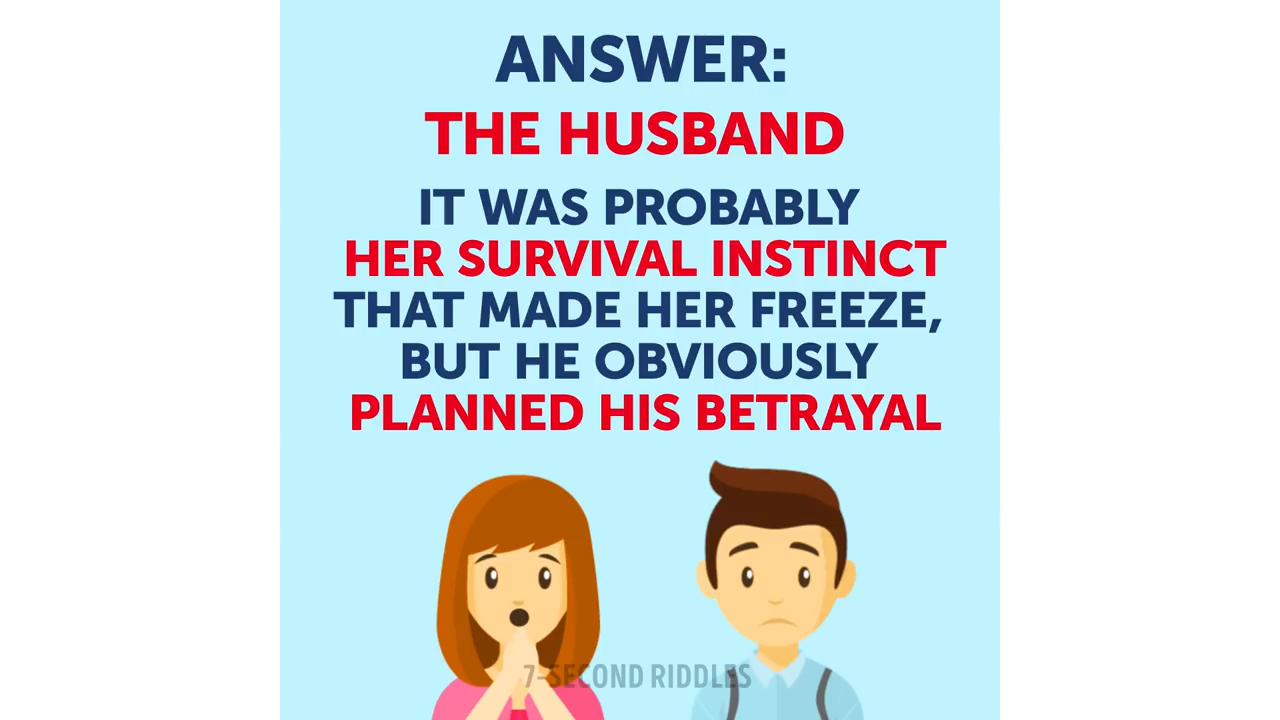 ANSWER:
THE HUSBAND
IT WAS PROBABLY
HER SURVIVAL INSTINCT
THAT MADE HER FREEZE,
BUT HE OBVIOUSLY
PLANNED HIS BETRAYAL
7-SECOND RIDDLES